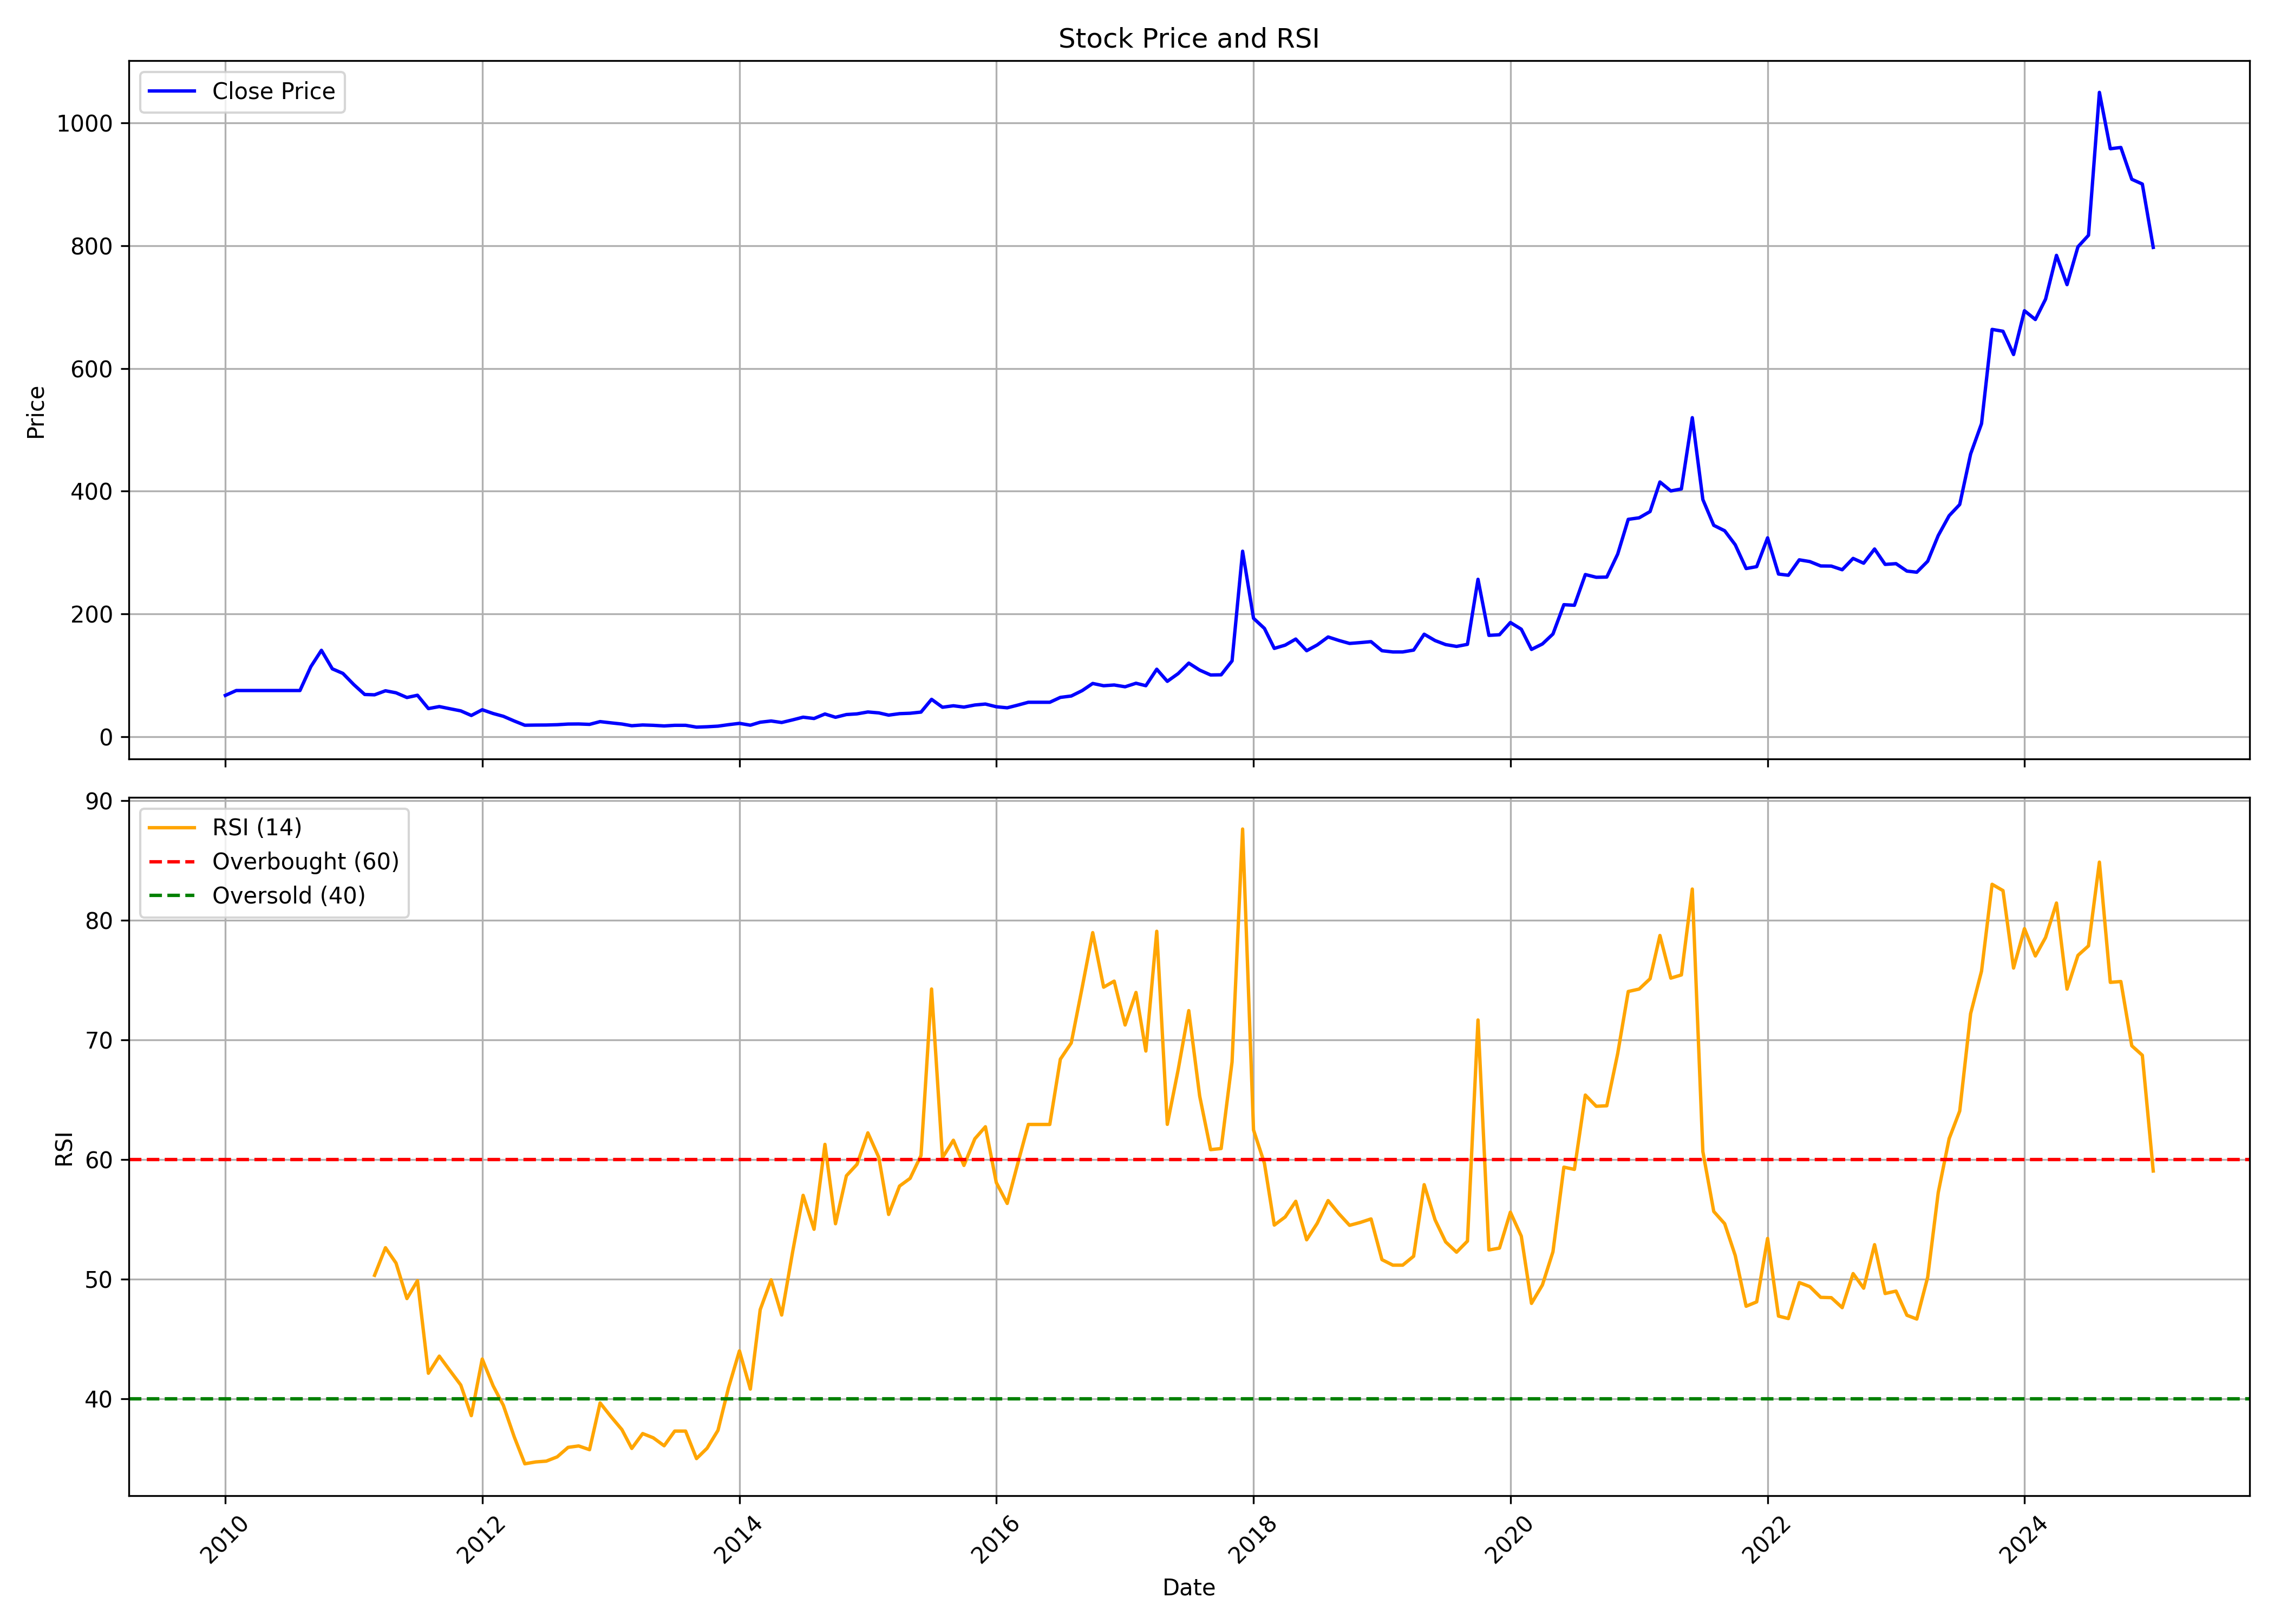 Stock Price and RSI
Close Price
1000
800
600
400
200
0
Price
90
80
70
60
50
40
RSI (14)
Overbought (60)
Oversold (40)
RSI
2010
2012
2014
2016
2018
2020
2022
2024
Date